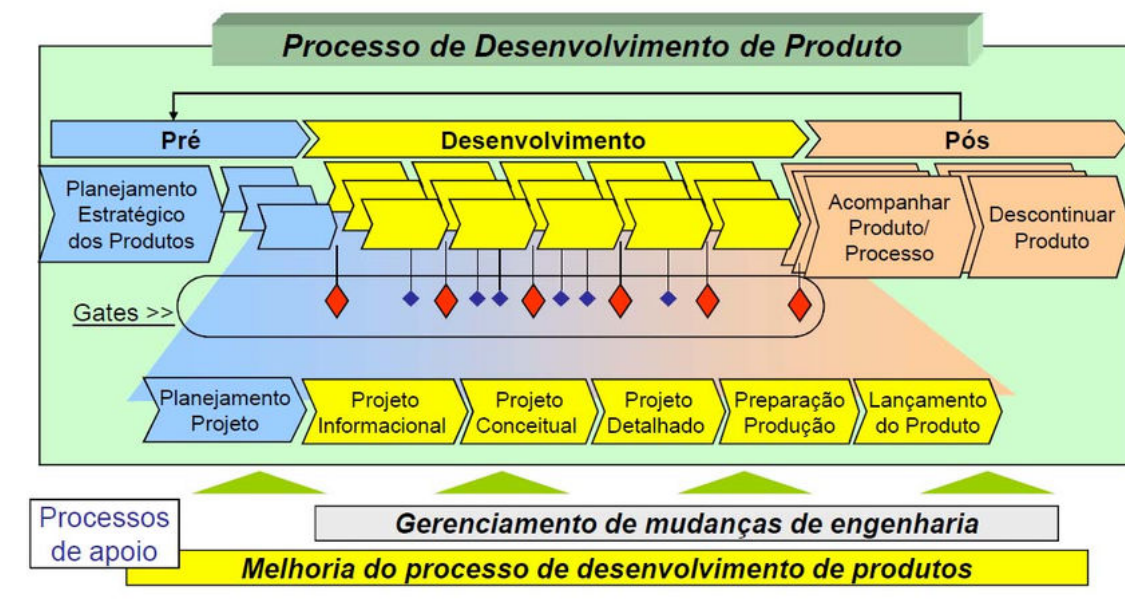 Processo de Desenvolvimento de Produto
Pré
Desenvolvimento
Pós
Planejamento
Estratégico
dos Produtos
Acompanhar
Produto/
Processo
Descontinuar
Produto
Gates >>
Planejamento
Projeto
Projeto
Informacional
Projeto
Conceitual
Projeto
Detalhado
Preparação
Produção
Lançamento
do Produto
Processos
de apoio
Gerenciamento de mudanças de engenharia
Melhoria do processo de desenvolvimento de produtos